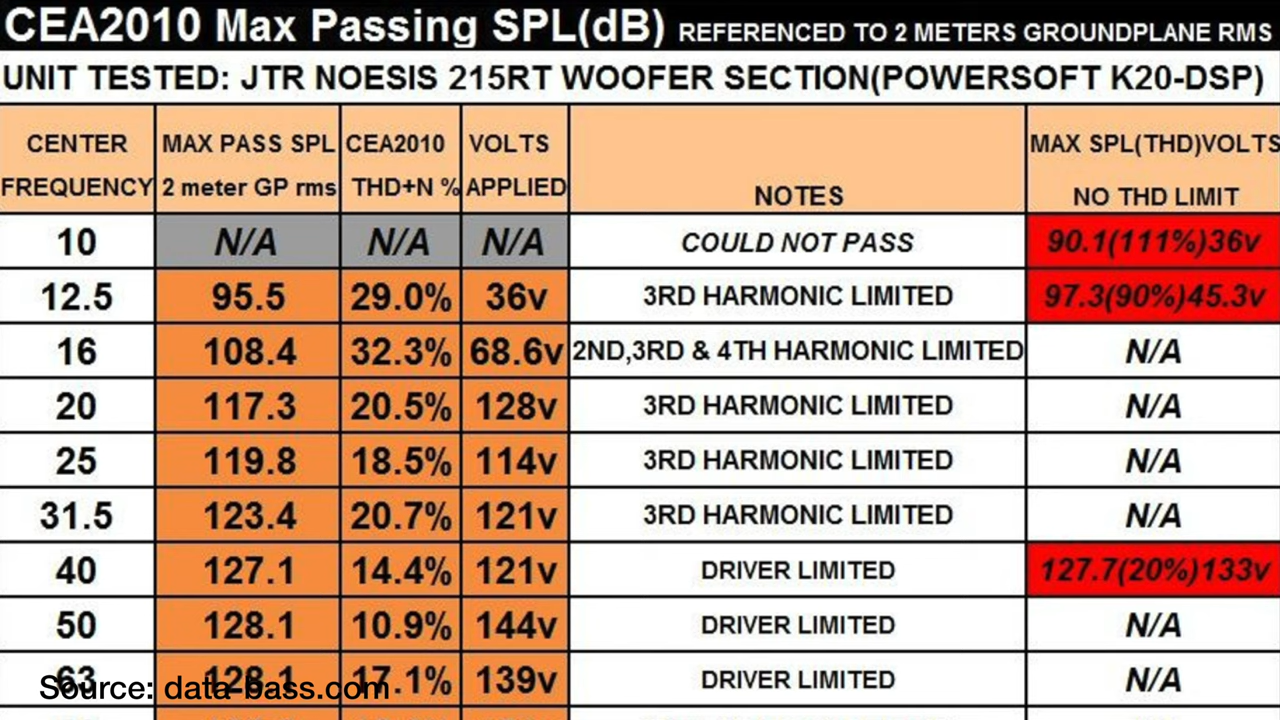 CEA2010 Max Passing SPL(dB) REFERENCED TO 2 METERS GROUNDPLANE RMS
UNIT TESTED: JTR NOESIS 215RT WOOFER SECTION(POWERSOFT K20-DSP)
CENTER MAX PASS SPL CEA2010 VOLTS MAX SPL(THD)VOLTS
FREQUENCY 2 meter GP rms THD+N % APPLIED NOTES NO THD LIMIT
10 N/A N/A N/A COULD NOT PASS 90.1(111%)36v
12.5 95.5 29.0% 36v 3RD HARMONIC LIMITED 97.3(90%)45.3v
16 108.4 32.3% 68.6v 2ND,3RD & 4TH HARMONIC LIMITED N/A
20 117.3 20.5% 128v 3RD HARMONIC LIMITED N/A
25 119.8 18.5% 114v 3RD HARMONIC LIMITED N/A
31.5 123.4 20.7% 121v 3RD HARMONIC LIMITED N/A
40 127.1 14.4% 121v DRIVER LIMITED 127.7(20%)133v
50 128.1 10.9% 144v DRIVER LIMITED N/A
63 128.1 17.1% 139v DRIVER LIMITED N/A
Source: data-bass.com